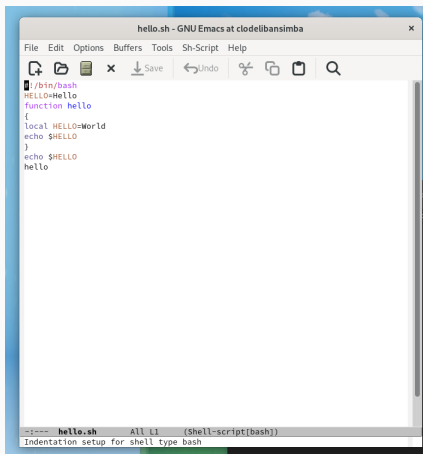 hello.sh - GNU Emacs at clodelibansimba
File Edit Options Buffers Tools Sh-Script Help
Save Undo
#!/bin/bash
HELLO=Hello
function hello
{
local HELLO=World
echo $HELLO
}
echo $HELLO
hello
-:--- hello.sh All L1 (Shell-script[bash])
Indentation setup for shell type bash